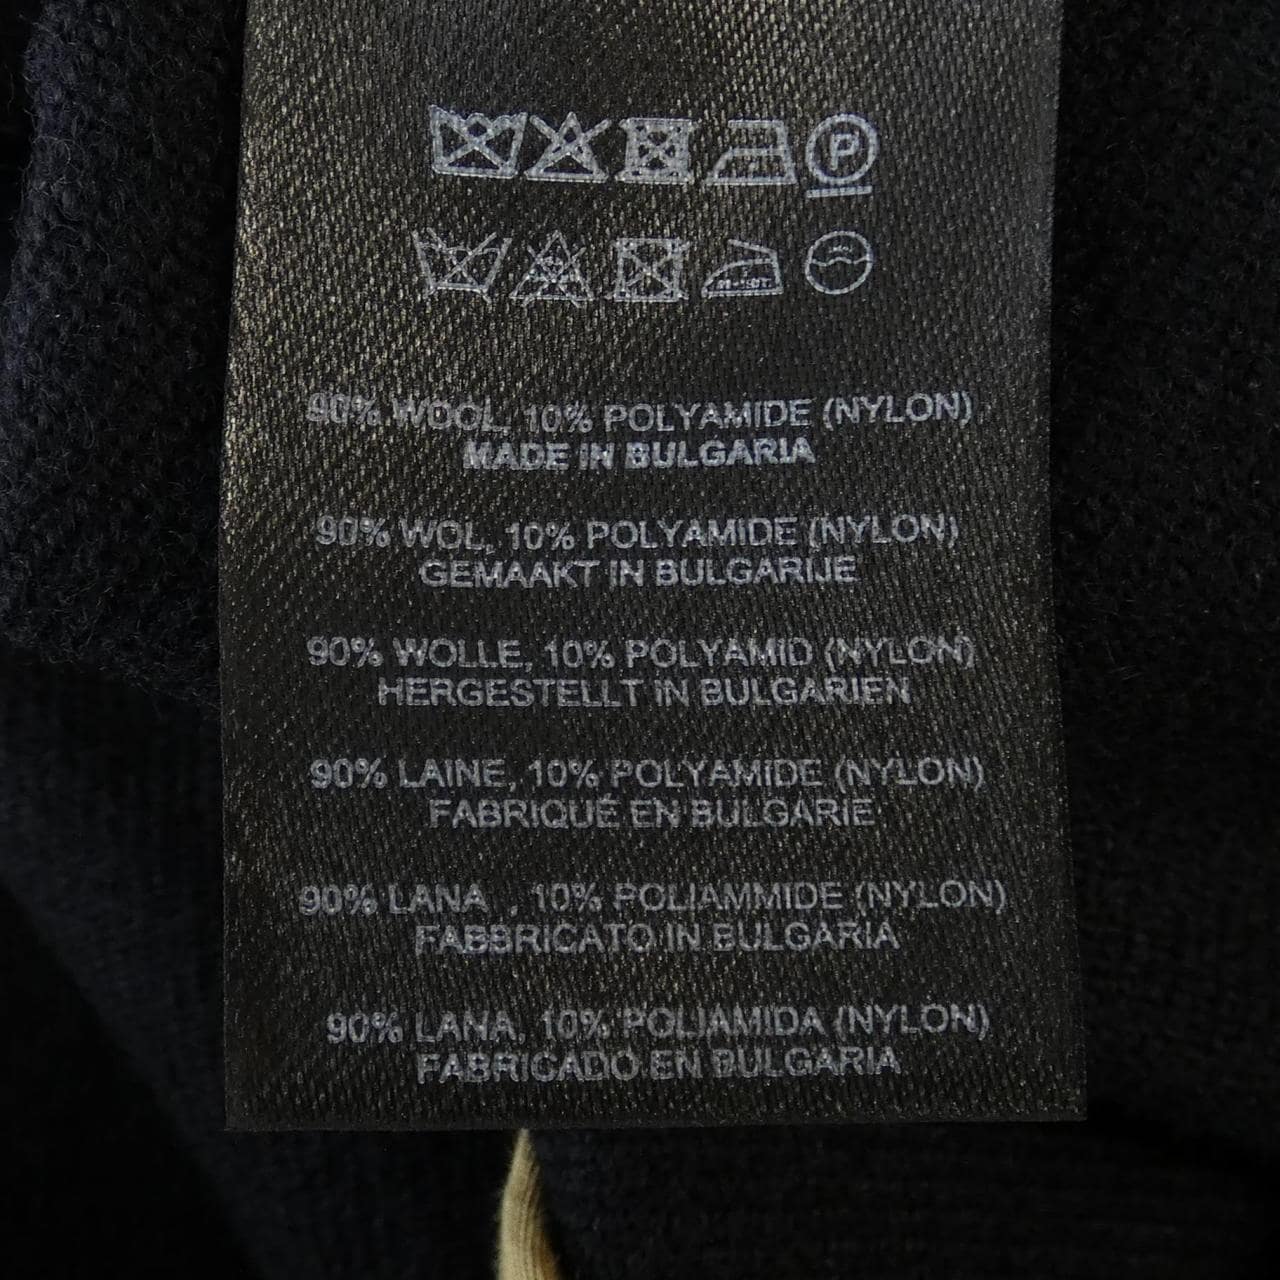 P
90% WOOL, 10% POLYAMIDE (NYLON)
MADE IN BULGARIA
90% WOL, 10% POLYAMIDE (NYLON)
GEMAAKT IN BULGARIJE
90% WOLLE, 10% POLYAMID (NYLON)
HERGESTELLT IN BULGARIEN
90% LAINE, 10% POLYAMIDE (NYLON)
FABRIQUÉ EN BULGARIE
90% LANA , 10% POLIAMMIDE (NYLON)
FABBRICATO IN BULGARIA
90% LANA, 10% POLIAMIDA (NYLON)
FABRICADO EN BULGARIA